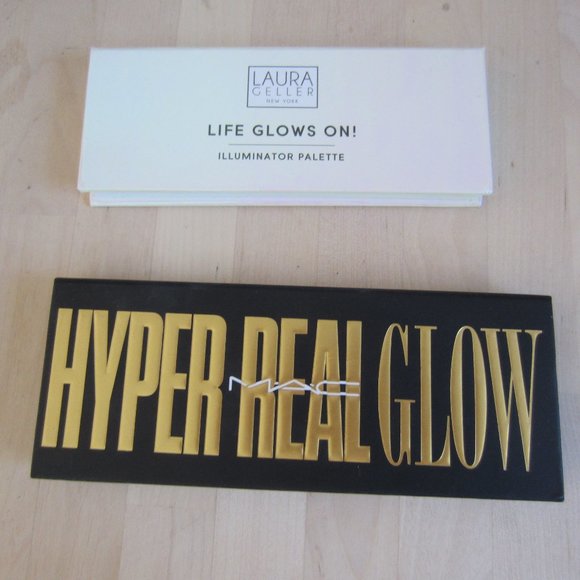 LAURA
GELLER
NEW YORK
LIFE GLOWS ON!
ILLUMINATOR PALETTE
HYPER REAL GLOW
MAC